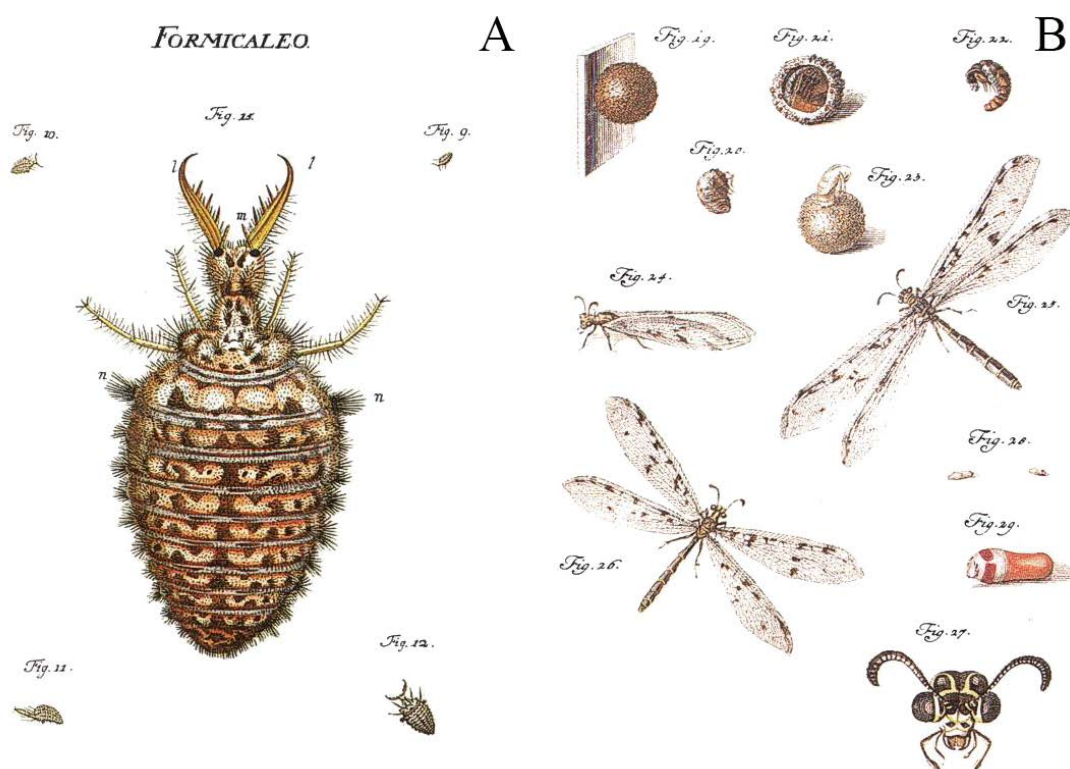 FORMICALEO.
A
Fig. 10.
Fig. 15.
Fig. 9.
l
l
m
n
n
Fig. 11.
Fig. 12.
B
Fig. 19.
Fig. 21.
Fig. 22.
Fig. 20.
Fig. 23.
Fig. 24.
Fig. 25.
Fig. 28.
Fig. 29.
Fig. 26.
Fig. 27.